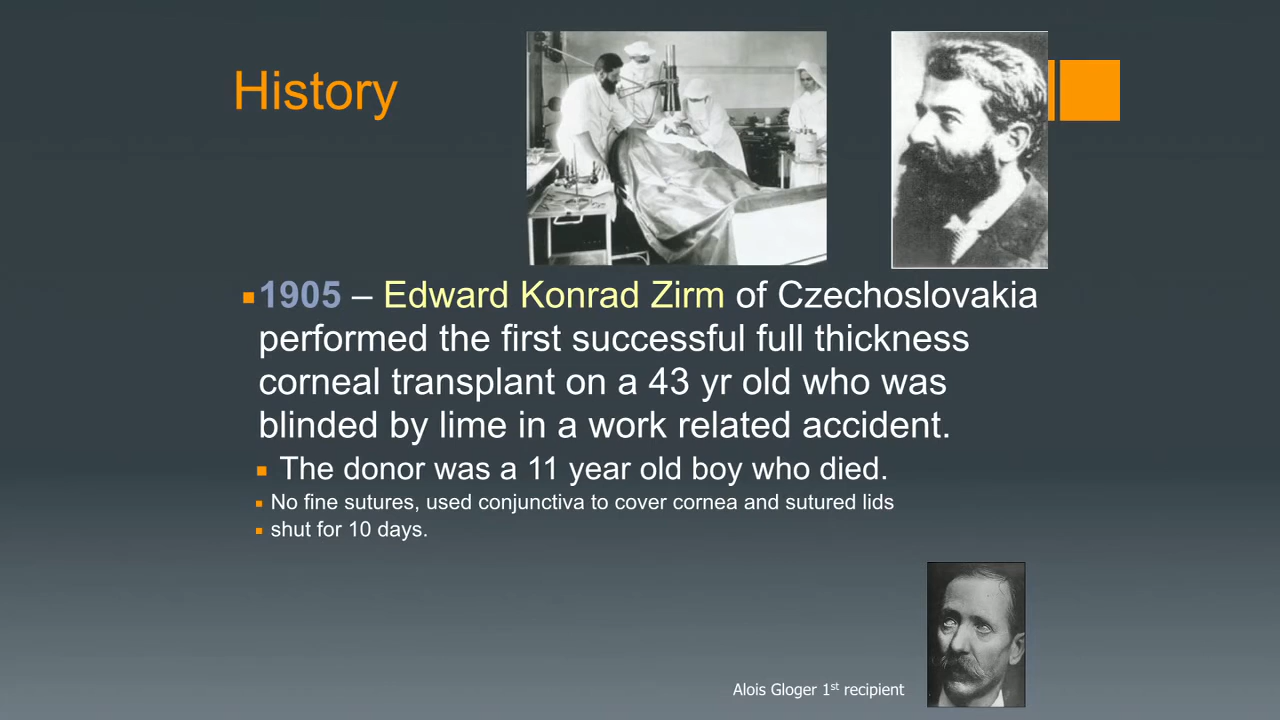 History
1905 – Edward Konrad Zirm of Czechoslovakia
performed the first successful full thickness
corneal transplant on a 43 yr old who was
blinded by lime in a work related accident.
The donor was a 11 year old boy who died.
No fine sutures, used conjunctiva to cover cornea and sutured lids
shut for 10 days.
Alois Gloger 1st recipient